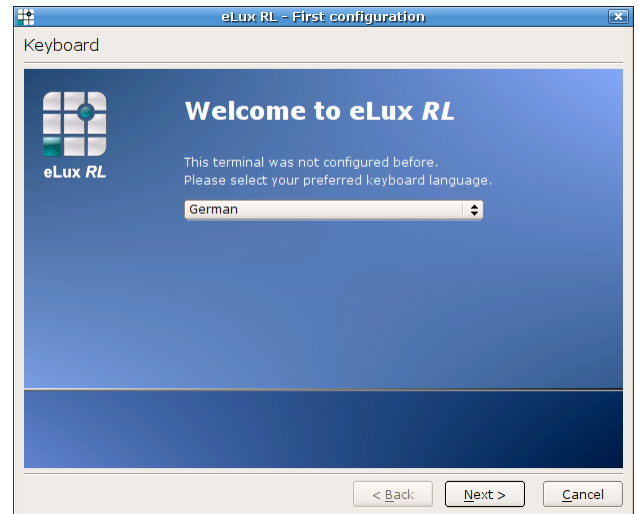 eLux RL - First configuration
Keyboard
Welcome to eLux RL
eLux RL
This terminal was not configured before.
Please select your preferred keyboard language.
German
< Back
Next >
Cancel